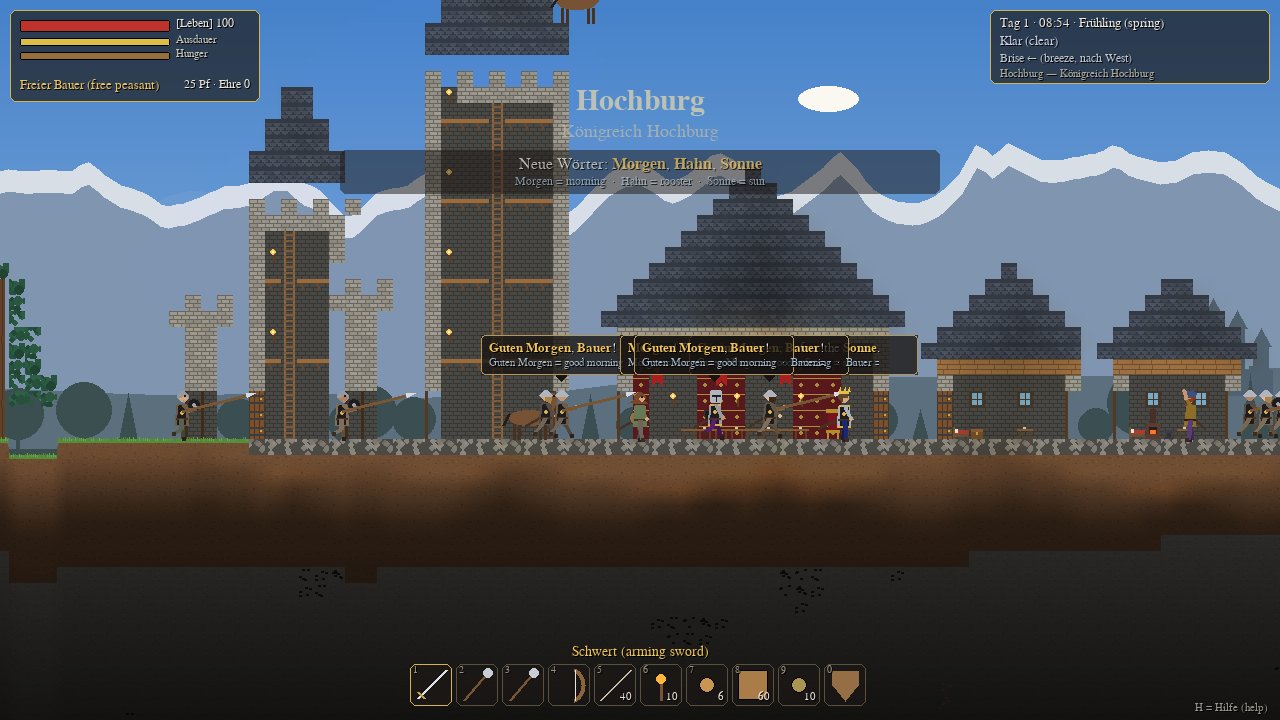 [Leben] 100
Ausdauer
Hunger
Freier Bauer (free peasant) 25 Pf · Ehre 0
Tag 1 · 08:54 · Frühling (spring)
Klar (clear)
Brise ← (breeze, nach West)
Hochburg — Königreich Hochburg
Hochburg
Königreich Hochburg
Neue Wörter: Morgen, Hahn, Sonne
Morgen = morning · Hahn = rooster · Sonne = sun
Guten Morgen, Bauer!
Guten Morgen = good morning
Guten Morgen, Bauer!
Guten Morgen = good morning
Bauer!
Sonne.
Bauer =
Schwert (arming sword)
1 2 3 4 5 6 7 8 9 0
40 10 6 60 10
H = Hilfe (help)